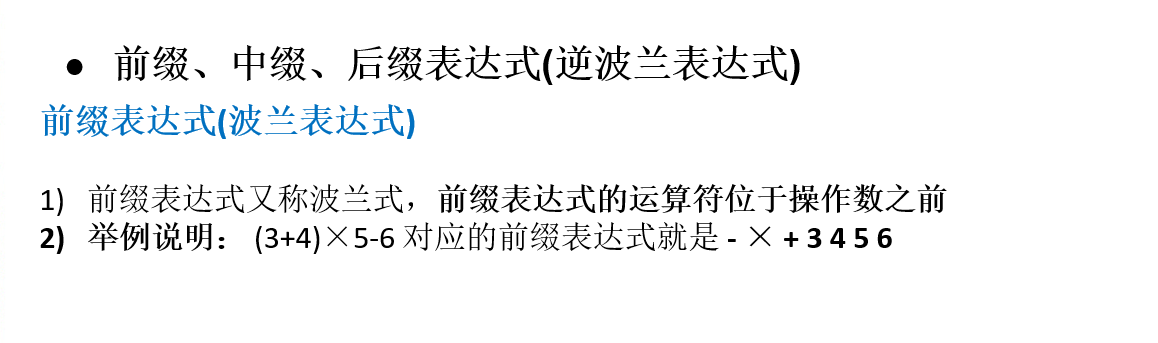 ● 前缀、中缀、后缀表达式(逆波兰表达式)
前缀表达式(波兰表达式)
1) 前缀表达式又称波兰式，前缀表达式的运算符位于操作数之前
2) 举例说明： (3+4)×5-6 对应的前缀表达式就是 - × + 3 4 5 6